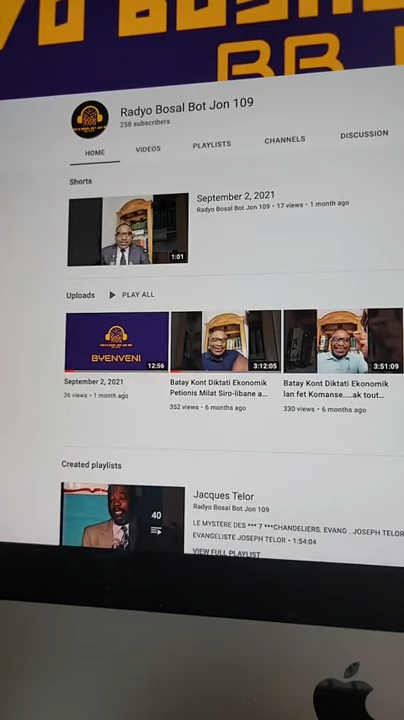 BB
Radyo Bosal Bot Jon 109
258 subscribers
HOME
VIDEOS
PLAYLISTS
CHANNELS
DISCUSSION
Shorts
1:01
September 2, 2021
Radyo Bosal Bot Jon 109 • 17 views • 1 month ago
Uploads
PLAY ALL
BYENVENI
12:56
3:12:05
3:51:09
September 2, 2021
36 views • 1 month ago
Batay Kont Diktati Ekonomik
Petionis Milat Siro-libane a...
352 views • 6 months ago
Batay Kont Diktati Ekonomik
lan fet Komanse....ak tout...
330 views • 6 months ago
Created playlists
40
Jacques Telor
Radyo Bosal Bot Jon 109
LE MYSTERE DES *** 7 ***CHANDELIERS. EVANG , JOSEPH TELOR
EVANGELISTE JOSEPH TELOR • 1:54:04
VIEW FULL PLAYLIST